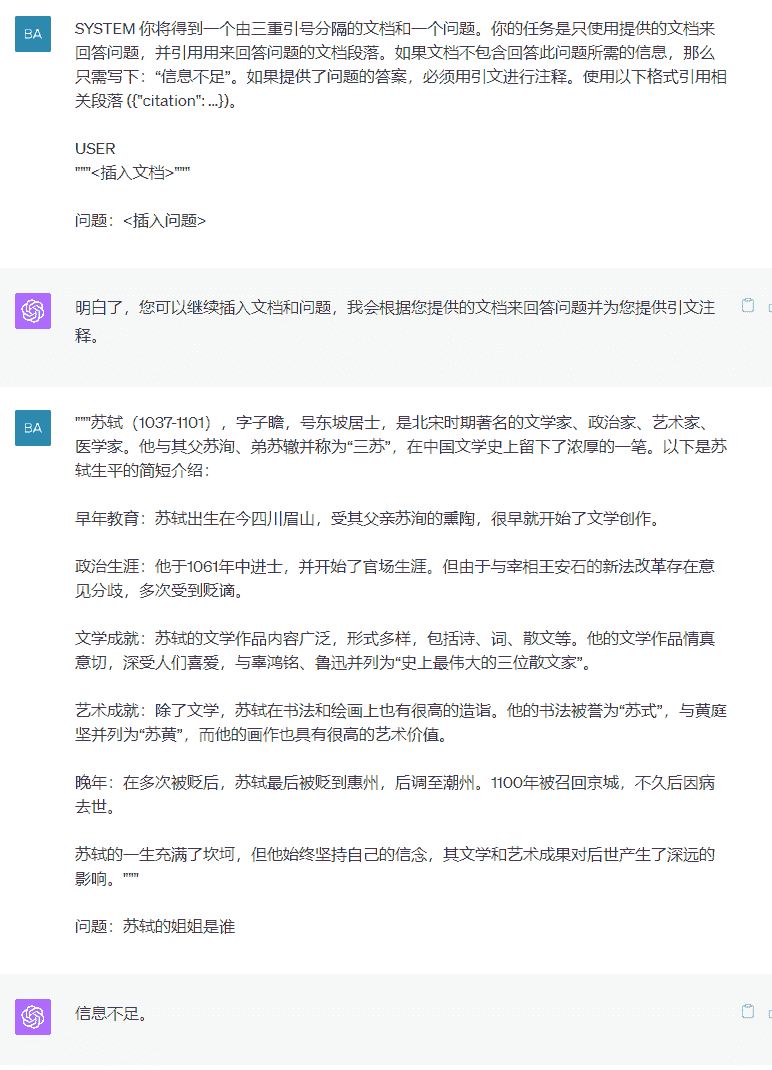 BA
SYSTEM 你将得到一个由三重引号分隔的文档和一个问题。你的任务是只使用提供的文档来
回答问题，并引用用来回答问题的文档段落。如果文档不包含回答此问题所需的信息，那么
只需写下：“信息不足”。如果提供了问题的答案，必须用引文进行注释。使用以下格式引用相
关段落 ({"citation": ...})。
USER
"""<插入文档>"""
问题：<插入问题>
明白了，您可以继续插入文档和问题，我会根据您提供的文档来回答问题并为您提供引文注
释。
BA
"""苏轼（1037-1101），字子瞻，号东坡居士，是北宋时期著名的文学家、政治家、艺术家、
医学家。他与其父苏洵、弟苏辙并称为“三苏”，在中国文学史上留下了浓厚的一笔。以下是苏
轼生平的简短介绍：
早年教育：苏轼出生在今四川眉山，受其父亲苏洵的熏陶，很早就开始了文学创作。
政治生涯：他于1061年中进士，并开始了官场生涯。但由于与宰相王安石的新法改革存在意
见分歧，多次受到贬谪。
文学成就：苏轼的文学作品内容广泛，形式多样，包括诗、词、散文等。他的文学作品情真
意切，深受人们喜爱，与辜鸿铭、鲁迅并列为“史上最伟大的三位散文家”。
艺术成就：除了文学，苏轼在书法和绘画上也有很高的造诣。他的书法被誉为“苏式”，与黄庭
坚并列为“苏黄”，而他的画作也具有很高的艺术价值。
晚年：在多次被贬后，苏轼最后被贬到惠州，后调至潮州。1100年被召回京城，不久后因病
去世。
苏轼的一生充满了坎坷，但他始终坚持自己的信念，其文学和艺术成果对后世产生了深远的
影响。"""
问题：苏轼的姐姐是谁
信息不足。